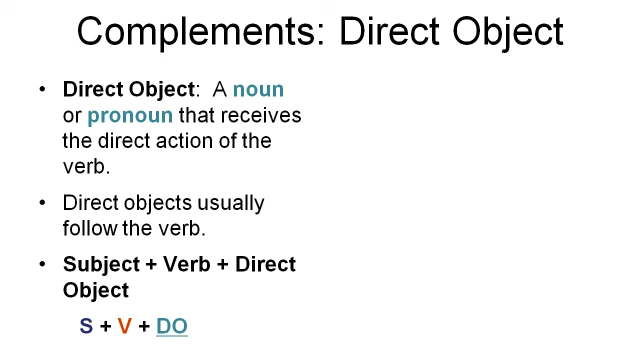 Complements: Direct Object
• Direct Object: A noun
or pronoun that receives
the direct action of the
verb.
• Direct objects usually
follow the verb.
• Subject + Verb + Direct
Object
S + V + DO